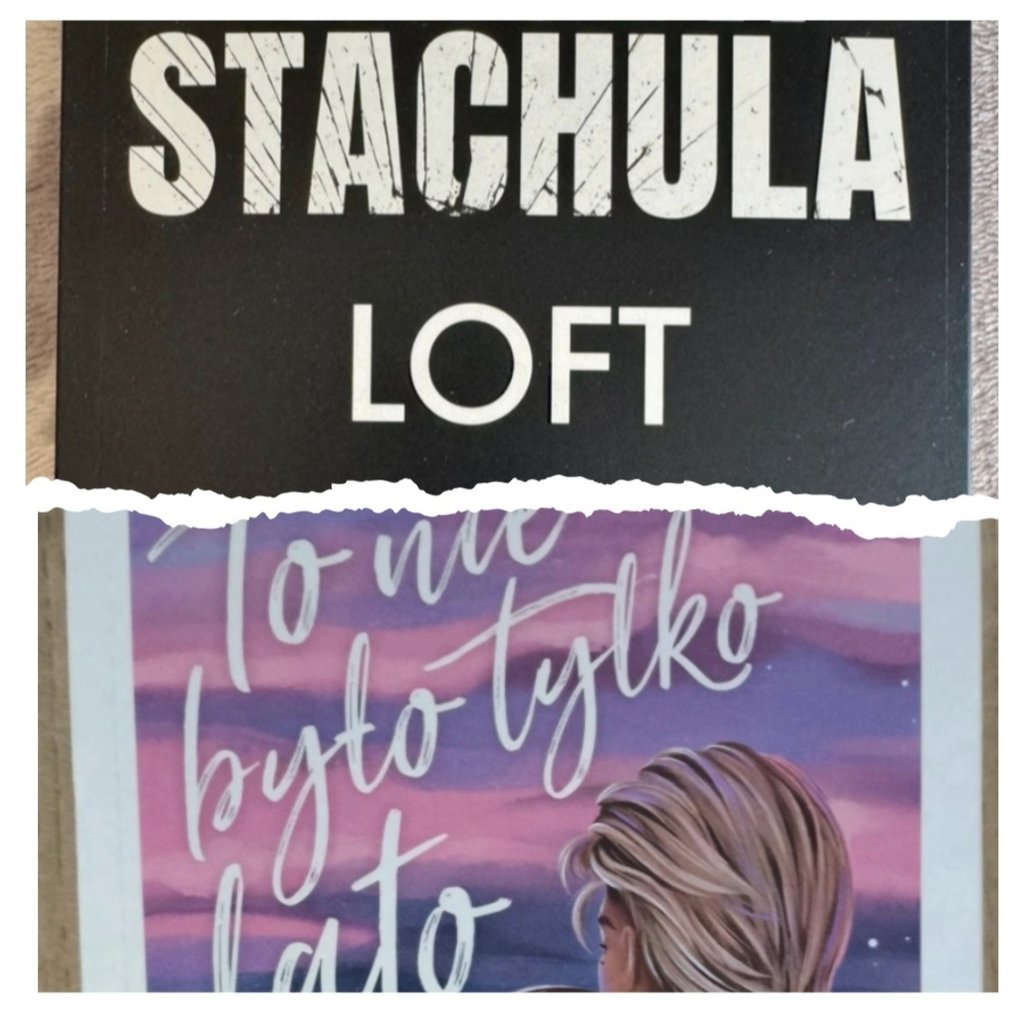 STACHULA
LOFT
To nie
było tylko
lato